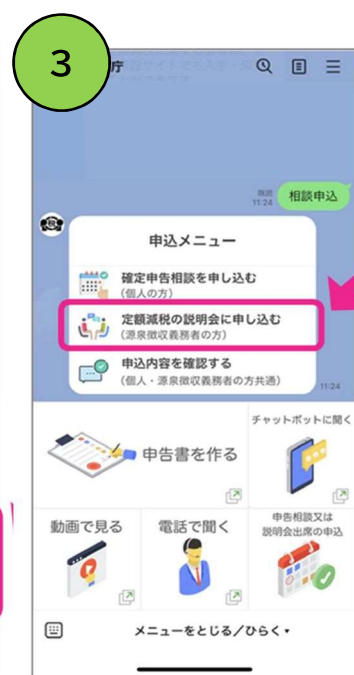 3
庁
既読
11:24
相談申込
申込メニュー
確定申告相談を申し込む
(個人の方)
定額減税の説明会に申し込む
(源泉徴収義務者の方)
申込内容を確認する
(個人・源泉徴収義務者の方共通)
11:24
申告書を作る
チャットボットに聞く
動画で見る
電話で聞く
申告相談又は
説明会出席の申込
メニューをとじる/ひらく▼